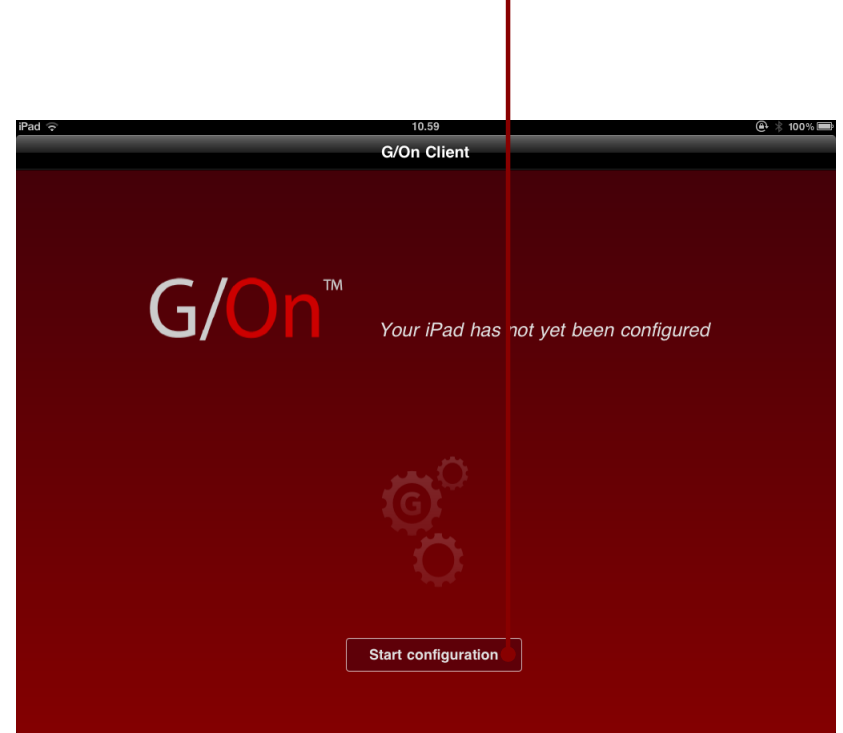 iPad 10.59 100%
G/On Client
G/On™
Your iPad has not yet been configured
G
Start configuration